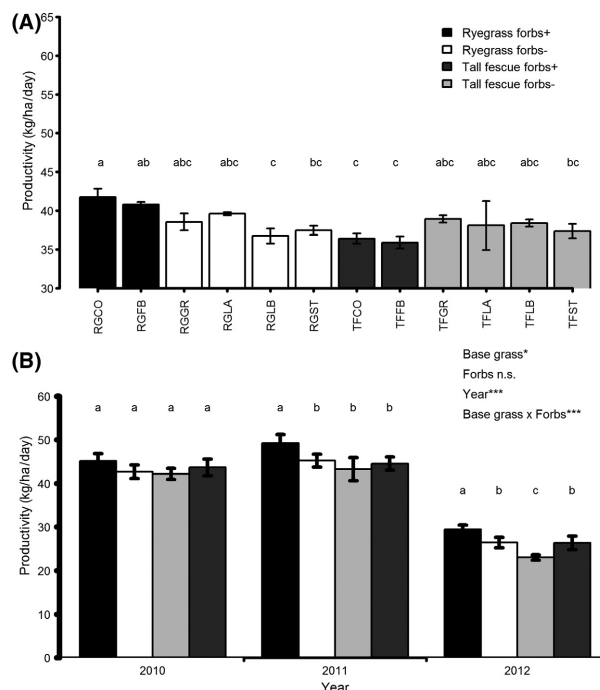 (A)
Productivity (kg/ha/day)
65
60
55
50
45
40
35
30
Ryegrass forbs+
Ryegrass forbs-
Tall fescue forbs+
Tall fescue forbs-
a ab abc abc c bc c c abc abc abc bc
RGCO RGFB RGGR RGLA RGLB RGST TFCO TFFB TFGR TFLA TFLB TFST
(B)
Base grass*
Forbs n.s.
Year***
Base grass x Forbs***
Productivity (kg/ha/day)
60
50
40
30
20
10
0
a a a a a b b b
a b c b
2010 2011 2012
Year